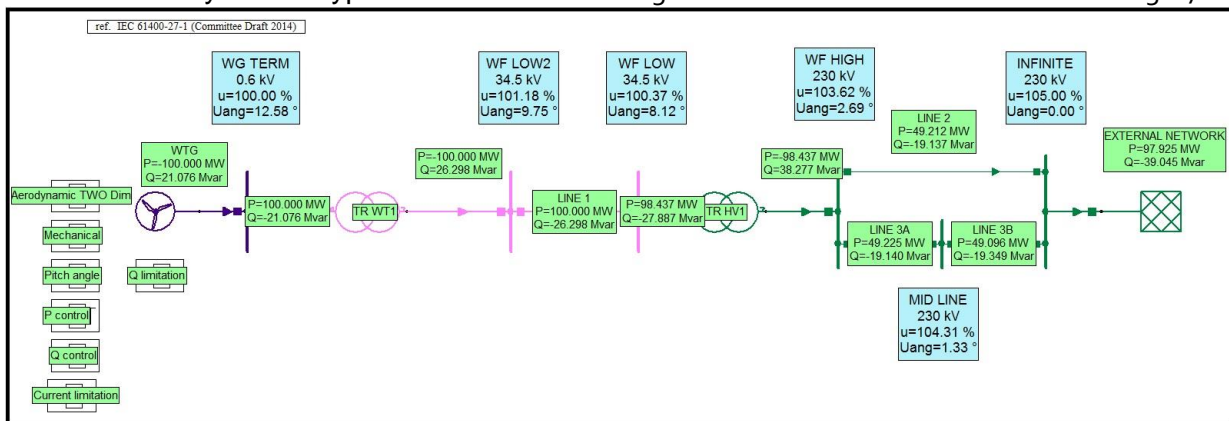 ref. IEC 61400-27-1 (Committee Draft 2014)
WG TERM
0.6 kV
u=100.00 %
Uang=12.58 °
WF LOW2
34.5 kV
u=101.18 %
Uang=9.75 °
WF LOW
34.5 kV
u=100.37 %
Uang=8.12 °
WF HIGH
230 kV
u=103.62 %
Uang=2.69 °
INFINITE
230 kV
u=105.00 %
Uang=0.00 °
LINE 2
P=49.212 MW
Q=-19.137 Mvar
EXTERNAL NETWORK
P=97.925 MW
Q=-39.045 Mvar
WTG
P=-100.000 MW
Q=21.076 Mvar
P=-100.000 MW
Q=26.298 Mvar
P=-98.437 MW
Q=38.277 Mvar
Aerodynamic TWO Dim
Mechanical
Pitch angle
Q limitation
P control
Q control
Current limitation
P=100.000 MW
Q=-21.076 Mvar
TR WT1
LINE 1
P=100.000 MW
Q=-26.298 Mvar
P=98.437 MW
Q=-27.887 Mvar
TR HV1
LINE 3A
P=49.225 MW
Q=-19.140 Mvar
LINE 3B
P=49.096 MW
Q=-19.349 Mvar
MID LINE
230 kV
u=104.31 %
Uang=1.33 °